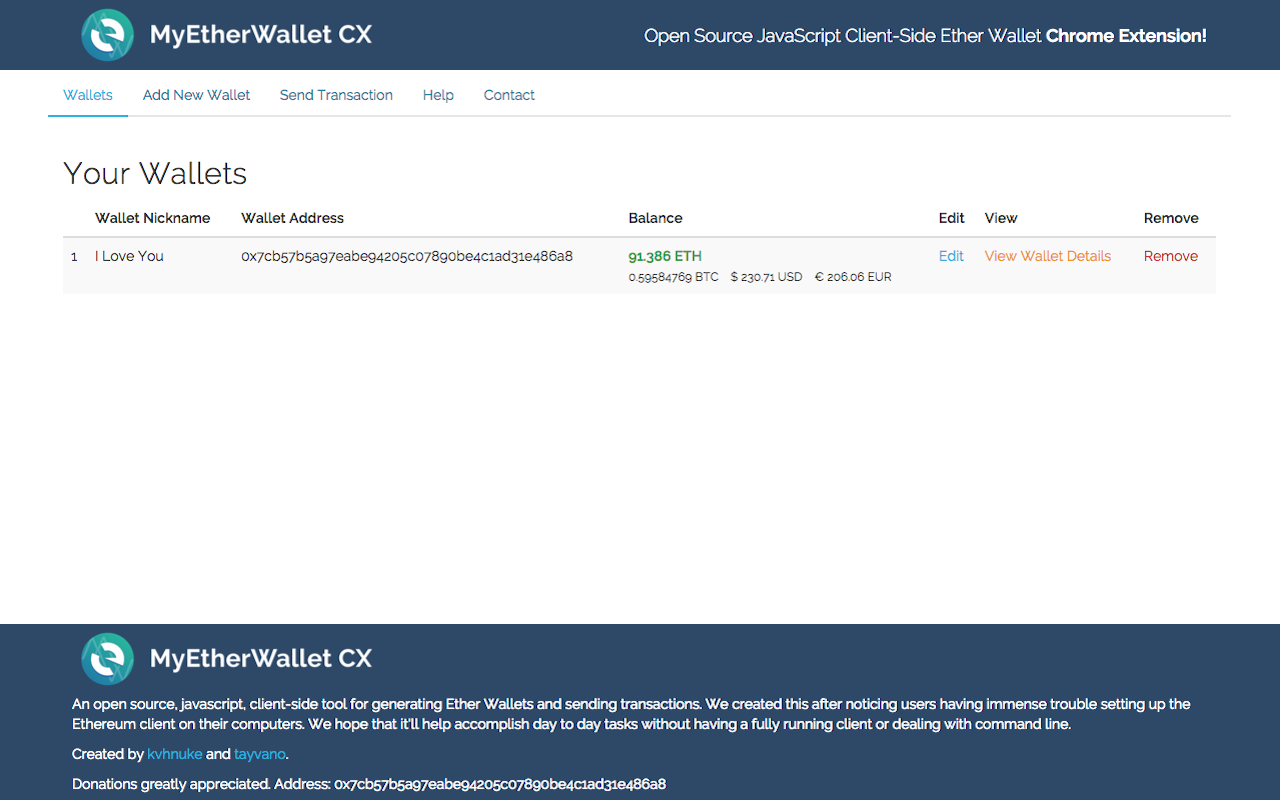 MyEtherWallet CX
Open Source JavaScript Client-Side Ether Wallet Chrome Extension!
Wallets Add New Wallet Send Transaction Help Contact
Your Wallets
Wallet Nickname Wallet Address Balance Edit View Remove
1 I Love You 0x7cb57b5a97eabe94205c07890be4c1ad31e486a8 91.386 ETH Edit View Wallet Details Remove
0.59584769 BTC $ 230.71 USD € 206.06 EUR
MyEtherWallet CX
An open source, javascript, client-side tool for generating Ether Wallets and sending transactions. We created this after noticing users having immense trouble setting up the
Ethereum client on their computers. We hope that it'll help accomplish day to day tasks without having a fully running client or dealing with command line.
Created by kvhnuke and tayvano.
Donations greatly appreciated. Address: 0x7cb57b5a97eabe94205c07890be4c1ad31e486a8